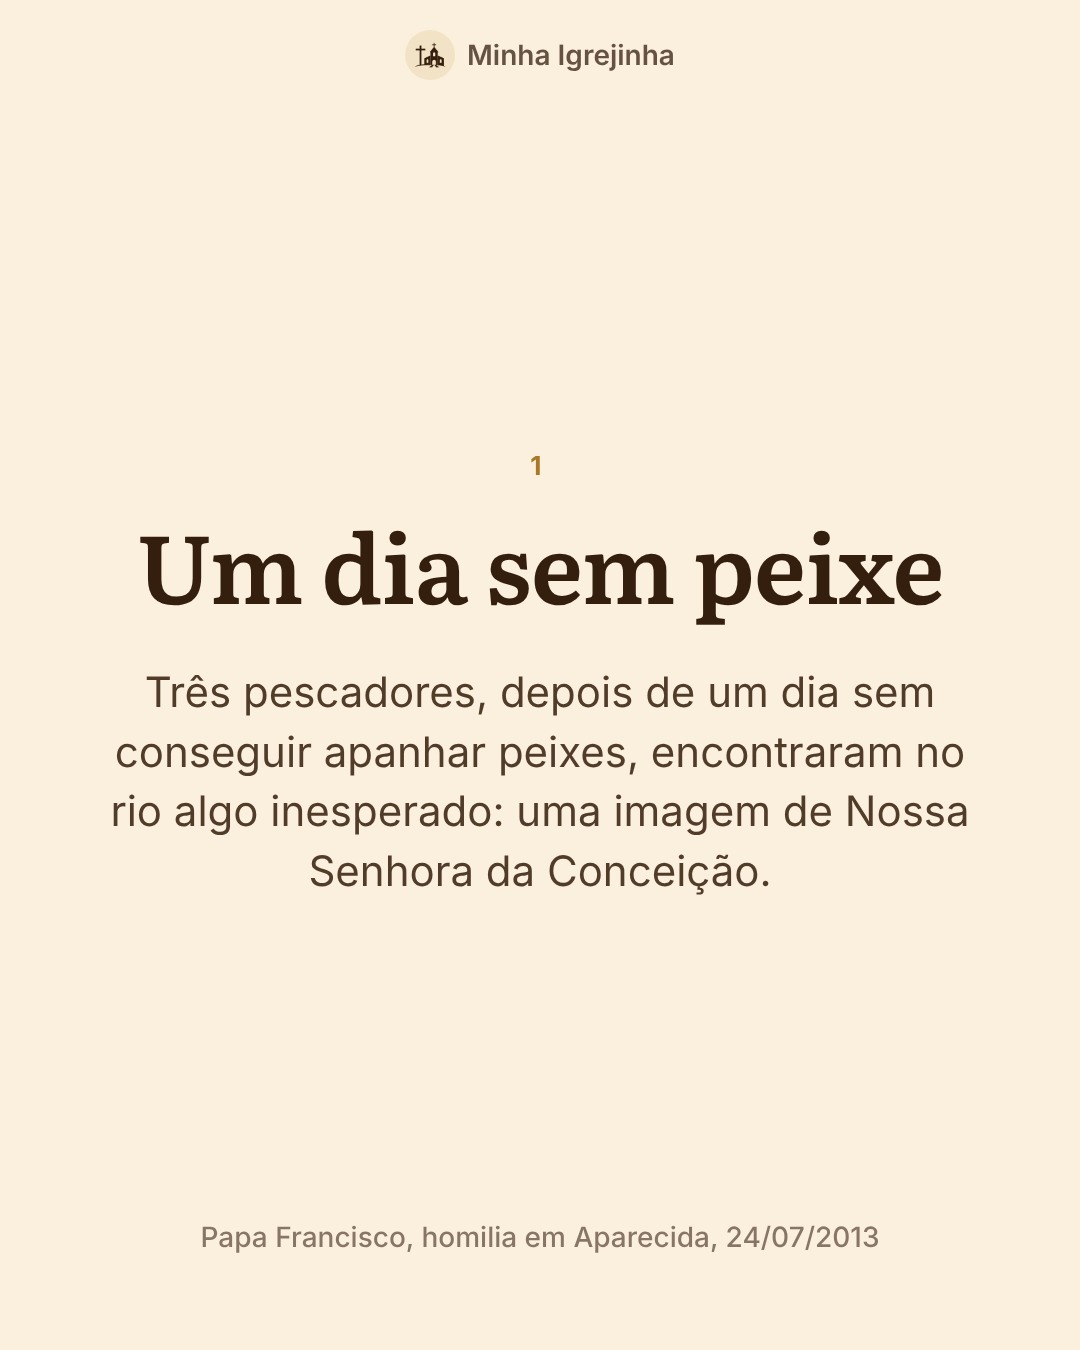 Minha Igrejinha
1
Um dia sem peixe
Três pescadores, depois de um dia sem
conseguir apanhar peixes, encontraram no
rio algo inesperado: uma imagem de Nossa
Senhora da Conceição.
Papa Francisco, homilia em Aparecida, 24/07/2013